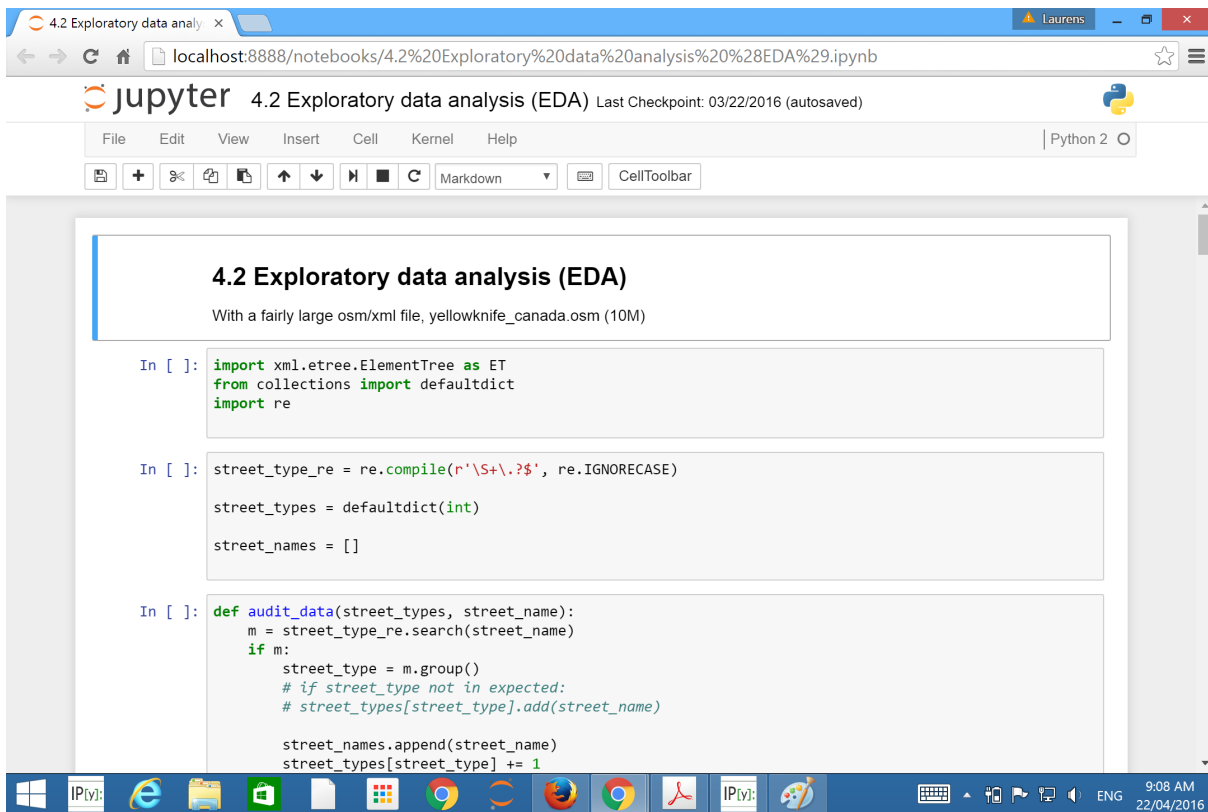 4.2 Exploratory data analy
Laurens
localhost:8888/notebooks/4.2%20Exploratory%20data%20analysis%20%28EDA%29.ipynb
jupyter 4.2 Exploratory data analysis (EDA) Last Checkpoint: 03/22/2016 (autosaved)
File Edit View Insert Cell Kernel Help Python 2
Markdown CellToolbar
4.2 Exploratory data analysis (EDA)
With a fairly large osm/xml file, yellowknife_canada.osm (10M)
In [ ]: import xml.etree.ElementTree as ET
from collections import defaultdict
import re
In [ ]: street_type_re = re.compile(r'\S+\.?$', re.IGNORECASE)
street_types = defaultdict(int)
street_names = []
In [ ]: def audit_data(street_types, street_name):
    m = street_type_re.search(street_name)
    if m:
        street_type = m.group()
        # if street_type not in expected:
        # street_types[street_type].add(street_name)
        street_names.append(street_name)
        street_types[street_type] += 1
IP[y]: IP[y]: ENG 9:08 AM
22/04/2016